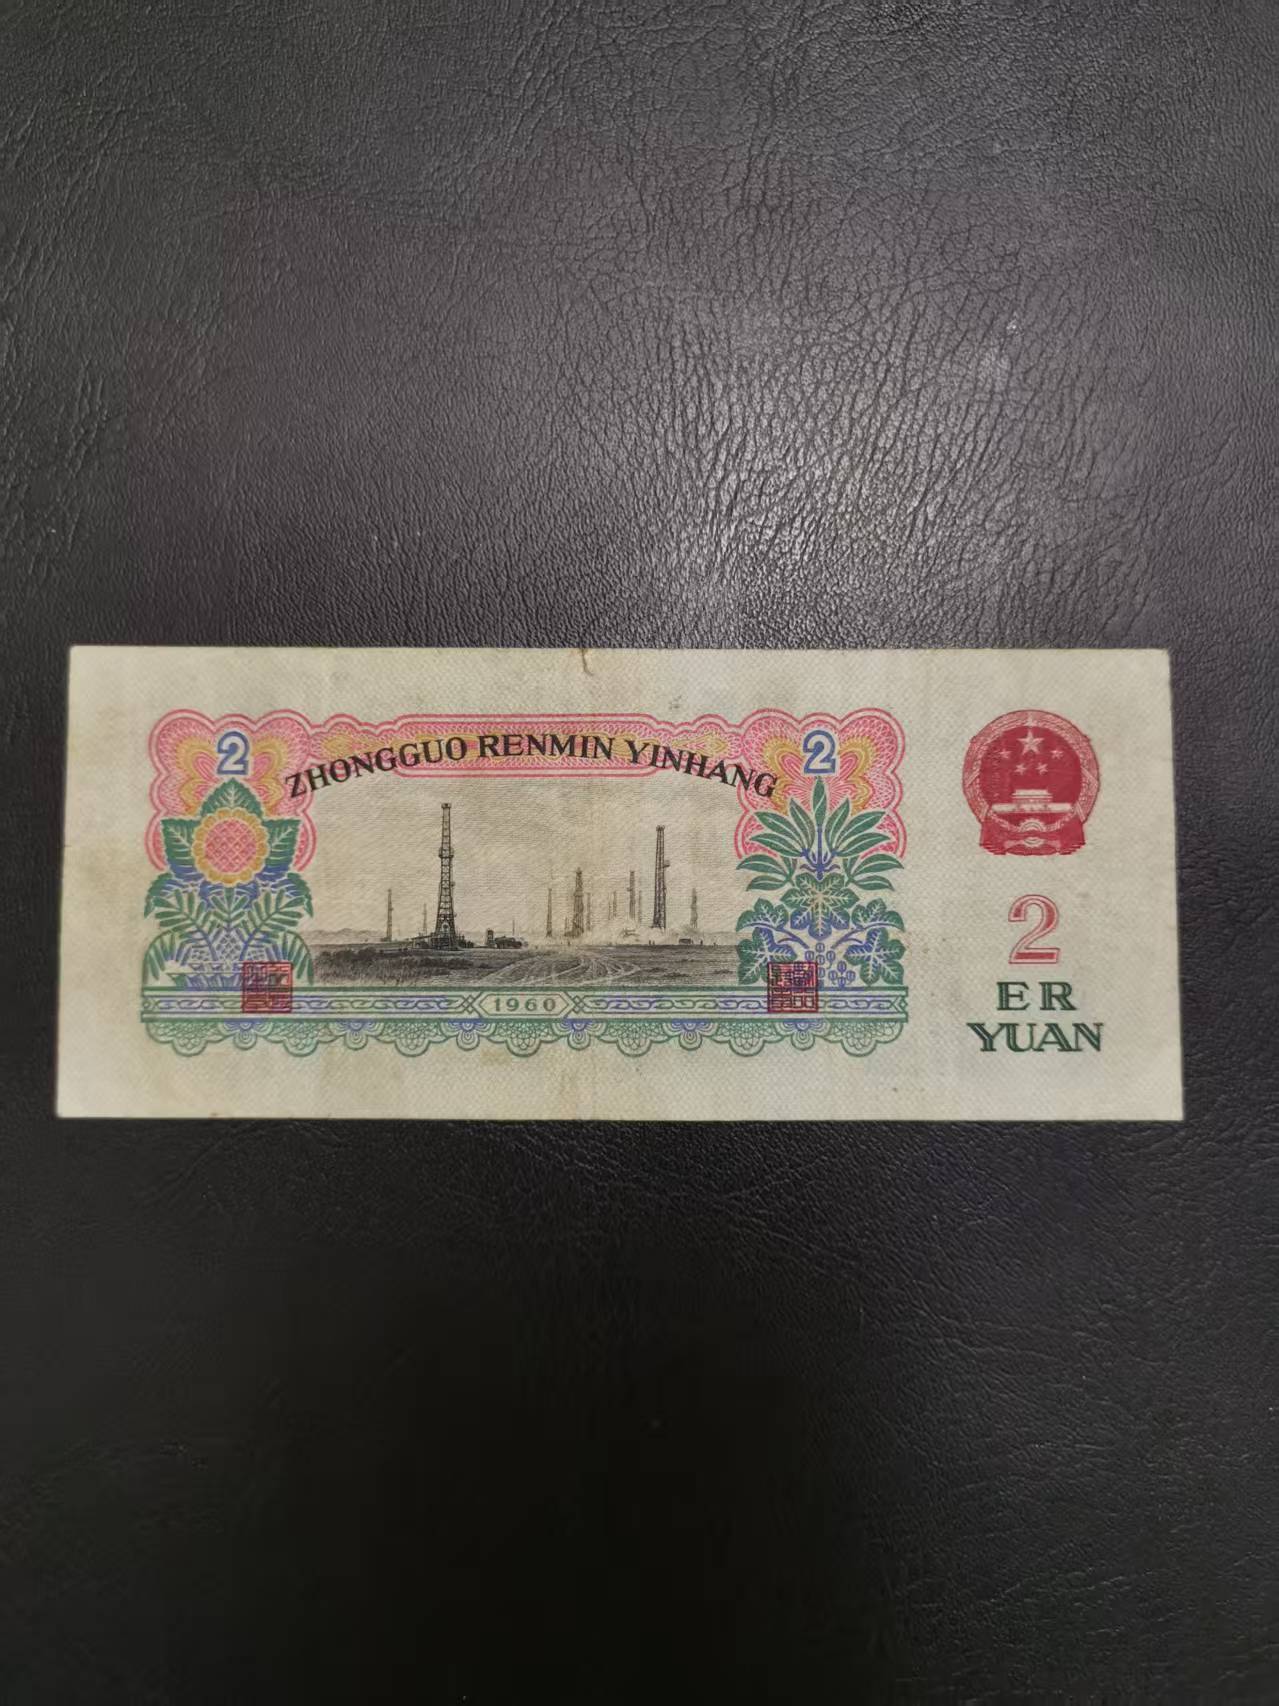 2
ZHONGGUO RENMIN YINHANG
2
1960
2
ER
YUAN